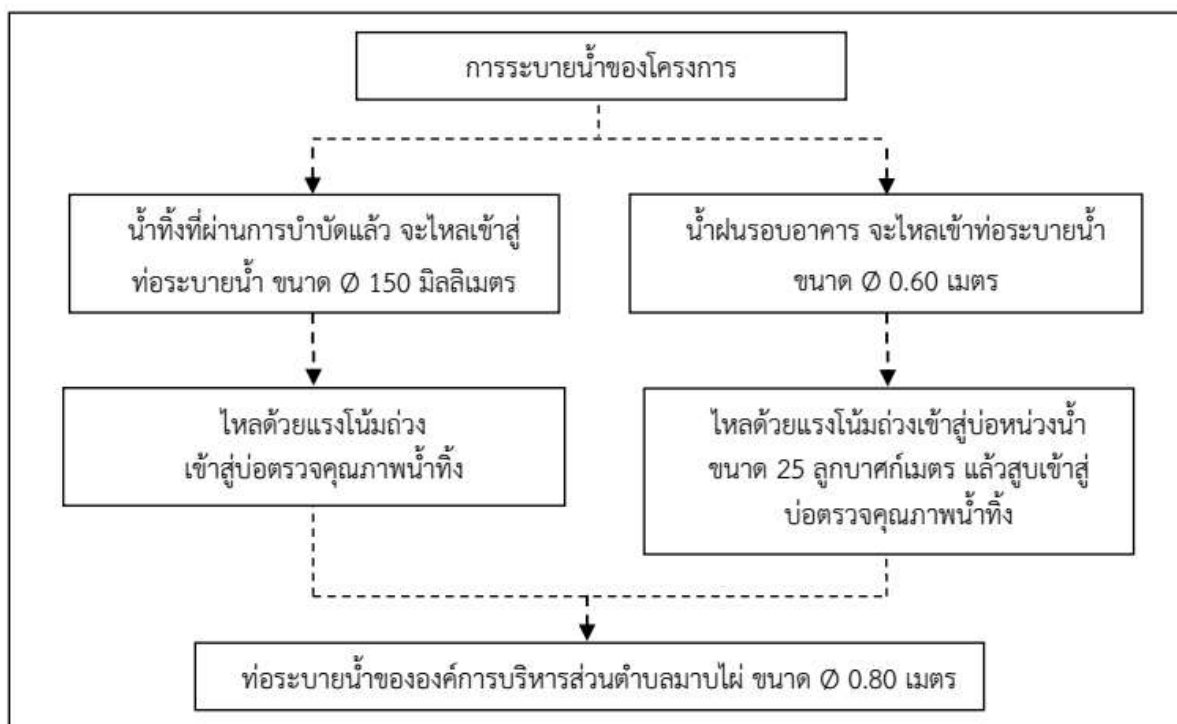 การระบายน้ำของโครงการ
น้ำทิ้งที่ผ่านการบำบัดแล้ว จะไหลเข้าสู่
ท่อระบายน้ำ ขนาด Ø 150 มิลลิเมตร
น้ำฝนรอบอาคาร จะไหลเข้าท่อระบายน้ำ
ขนาด Ø 0.60 เมตร
ไหลด้วยแรงโน้มถ่วง
เข้าสู่บ่อตรวจคุณภาพน้ำทิ้ง
ไหลด้วยแรงโน้มถ่วงเข้าสู่บ่อหน่วงน้ำ
ขนาด 25 ลูกบาศก์เมตร แล้วสูบเข้าสู่
บ่อตรวจคุณภาพน้ำทิ้ง
ท่อระบายน้ำขององค์การบริหารส่วนตำบลมาบไผ่ ขนาด Ø 0.80 เมตร